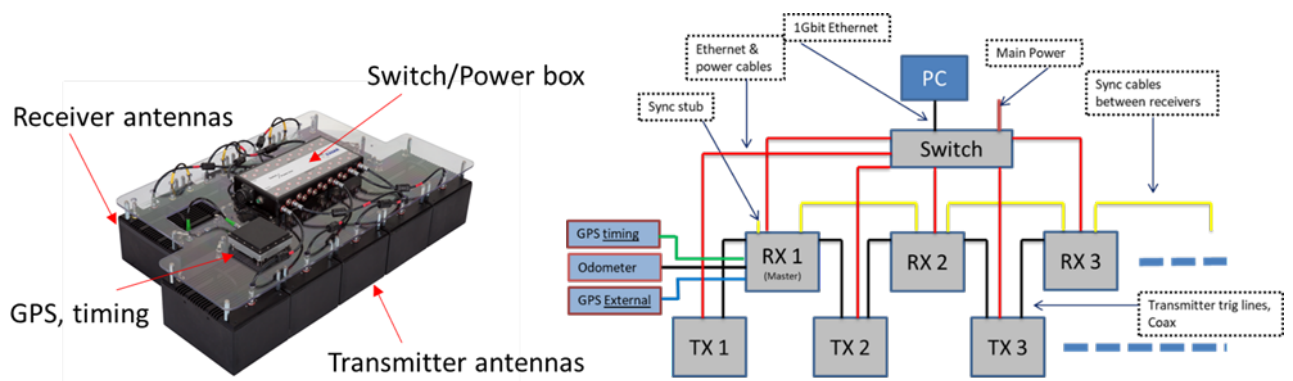 Switch/Power box
Receiver antennas
GPS, timing
Transmitter antennas
1Gbit Ethernet
Ethernet &
power cables
Main Power
PC
Sync cables
between receivers
Sync stub
Switch
GPS timing
Odometer
GPS External
RX 1
(Master)
RX 2
RX 3
Transmitter trig lines,
Coax
TX 1
TX 2
TX 3